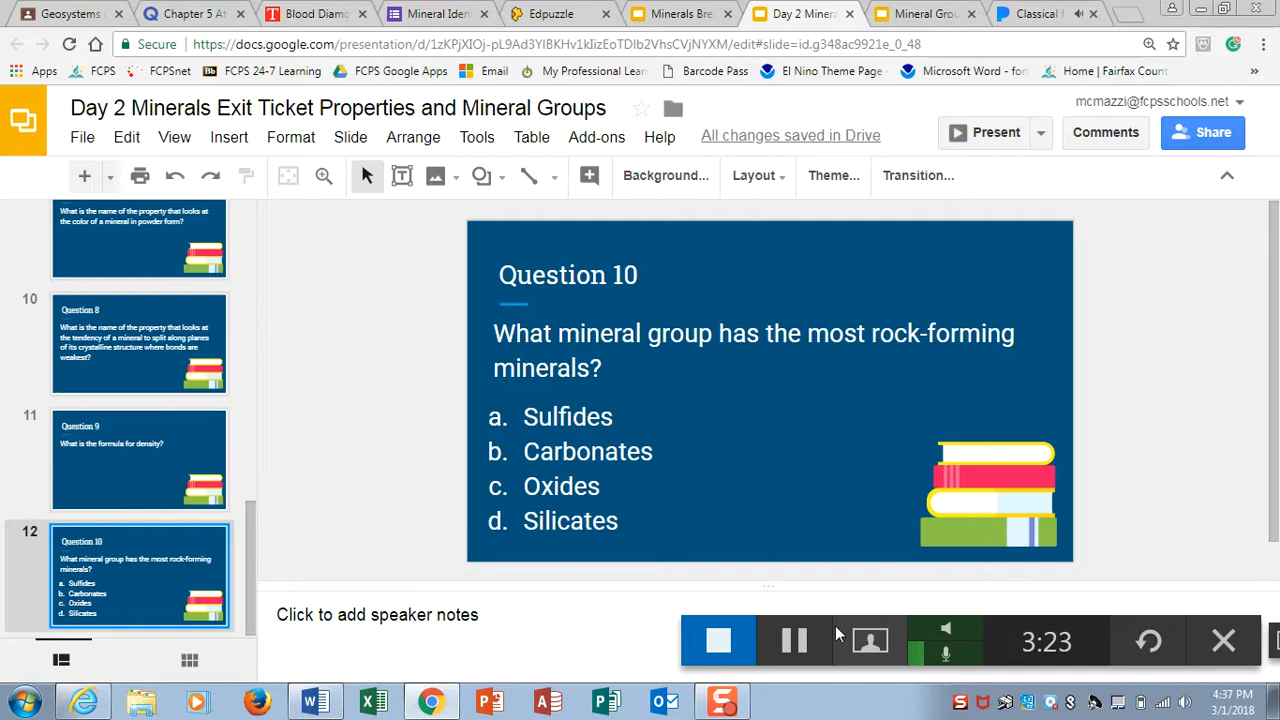 Geosystems (
Chapter 5 At
Blood Diamo
Mineral Iden
Edpuzzle
Minerals Bre
Day 2 Minera
Mineral Grou
Classical f
Secure https://docs.google.com/presentation/d/1zKPjXIOj-pL9Ad3YlBKHv1kIizEoTDIb2VhsCVjNYXM/edit#slide=id.g348ac9921e_0_48
Apps FCPS FCPSnet Bb FCPS 24-7 Learning FCPS Google Apps Email My Professional Lear Barcode Pass El Nino Theme Page Microsoft Word - for Home | Fairfax Count »
Day 2 Minerals Exit Ticket Properties and Mineral Groups
mcmazzi@fcpsschools.net
File Edit View Insert Format Slide Arrange Tools Table Add-ons Help All changes saved in Drive
Present Comments Share
Background... Layout Theme... Transition...
What is the name of the property that looks at
the color of a mineral in powder form?
10
Question 8
What is the name of the property that looks at
the tendency of a mineral to split along planes
of its crystalline structure where bonds are
weakest?
11
Question 9
What is the formula for density?
12
Question 10
What mineral group has the most rock-forming
minerals?
a. Sulfides
b. Carbonates
c. Oxides
d. Silicates
Question 10
What mineral group has the most rock-forming
minerals?
a. Sulfides
b. Carbonates
c. Oxides
d. Silicates
Click to add speaker notes
3:23
4:37 PM
3/1/2018